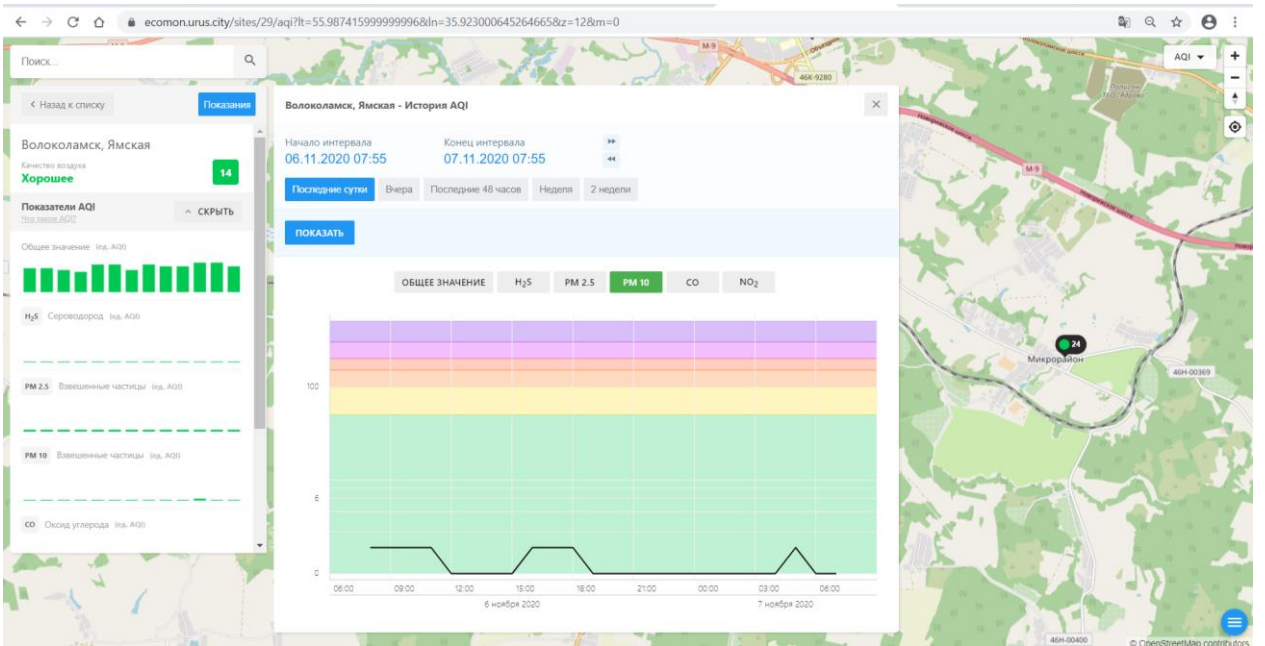 ecomon.urus.city/sites/29/aqi?lt=55.987415999999996&ln=35.92300064526466​5&z=12&m=0
Поиск...
Назад к списку
Показания
Волоколамск, Ямская
Качество воздуха
Хорошее
14
Показатели AQI
Что такое AQI?
СКРЫТЬ
Общее значение (ед. AQI)
H2S Сероводород (ед. AQI)
PM 2.5 Взвешенные частицы (ед. AQI)
PM 10 Взвешенные частицы (ед. AQI)
CO Оксид углерода (ед. AQI)
Волоколамск, Ямская - История AQI
Начало интервала
Конец интервала
06.11.2020 07:55
07.11.2020 07:55
Последние сутки
Вчера
Последние 48 часов
Неделя
2 недели
ПОКАЗАТЬ
ОБЩЕЕ ЗНАЧЕНИЕ
H2S
PM 2.5
PM 10
CO
NO2
100
6
0
06:00 09:00 12:00 15:00 18:00 21:00 00:00 03:00 06:00
6 ноября 2020
7 ноября 2020
M-9
46К-9280
AQI
Новорижское шоссе
M-9
24
Микрорайон
46Н-00369
46Н-00400
© OpenStreetMap contributors